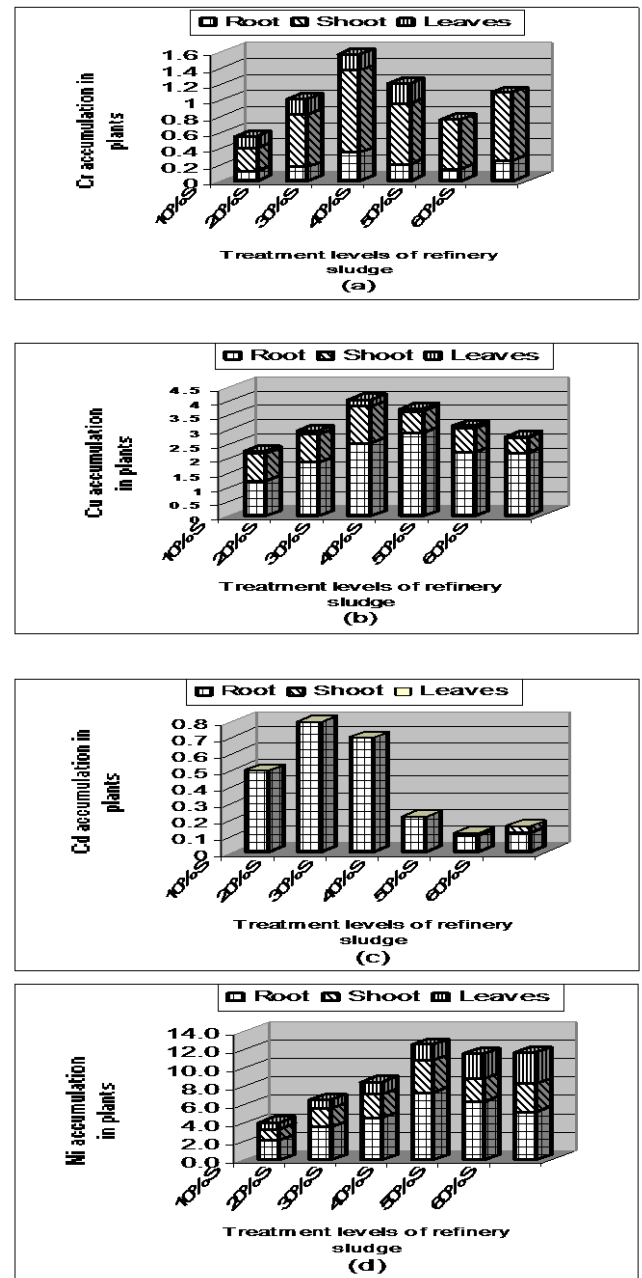 Root Shoot Leaves
Cr accumulation in
plants
1.6
1.4
1.2
1
0.8
0.6
0.4
0.2
0
10%S 20%S 30%S 40%S 50%S 60%S
Treatment levels of refinery
sludge
(a)
Root Shoot Leaves
Cu accumulation
in plants
4.5
4
3.5
3
2.5
2
1.5
1
0.5
0
10%S 20%S 30%S 40%S 50%S 60%S
Treatment levels of refinery
sludge
(b)
Root Shoot Leaves
Cd accumulation in
plants
0.8
0.7
0.6
0.5
0.4
0.3
0.2
0.1
0
10%S 20%S 30%S 40%S 50%S 60%S
Treatment levels of refinery
sludge
(c)
Root Shoot Leaves
Ni accumulation
in plants
14.0
12.0
10.0
8.0
6.0
4.0
2.0
0.0
10%S 20%S 30%S 40%S 50%S 60%S
Treatment levels of refinery
sludge
(d)